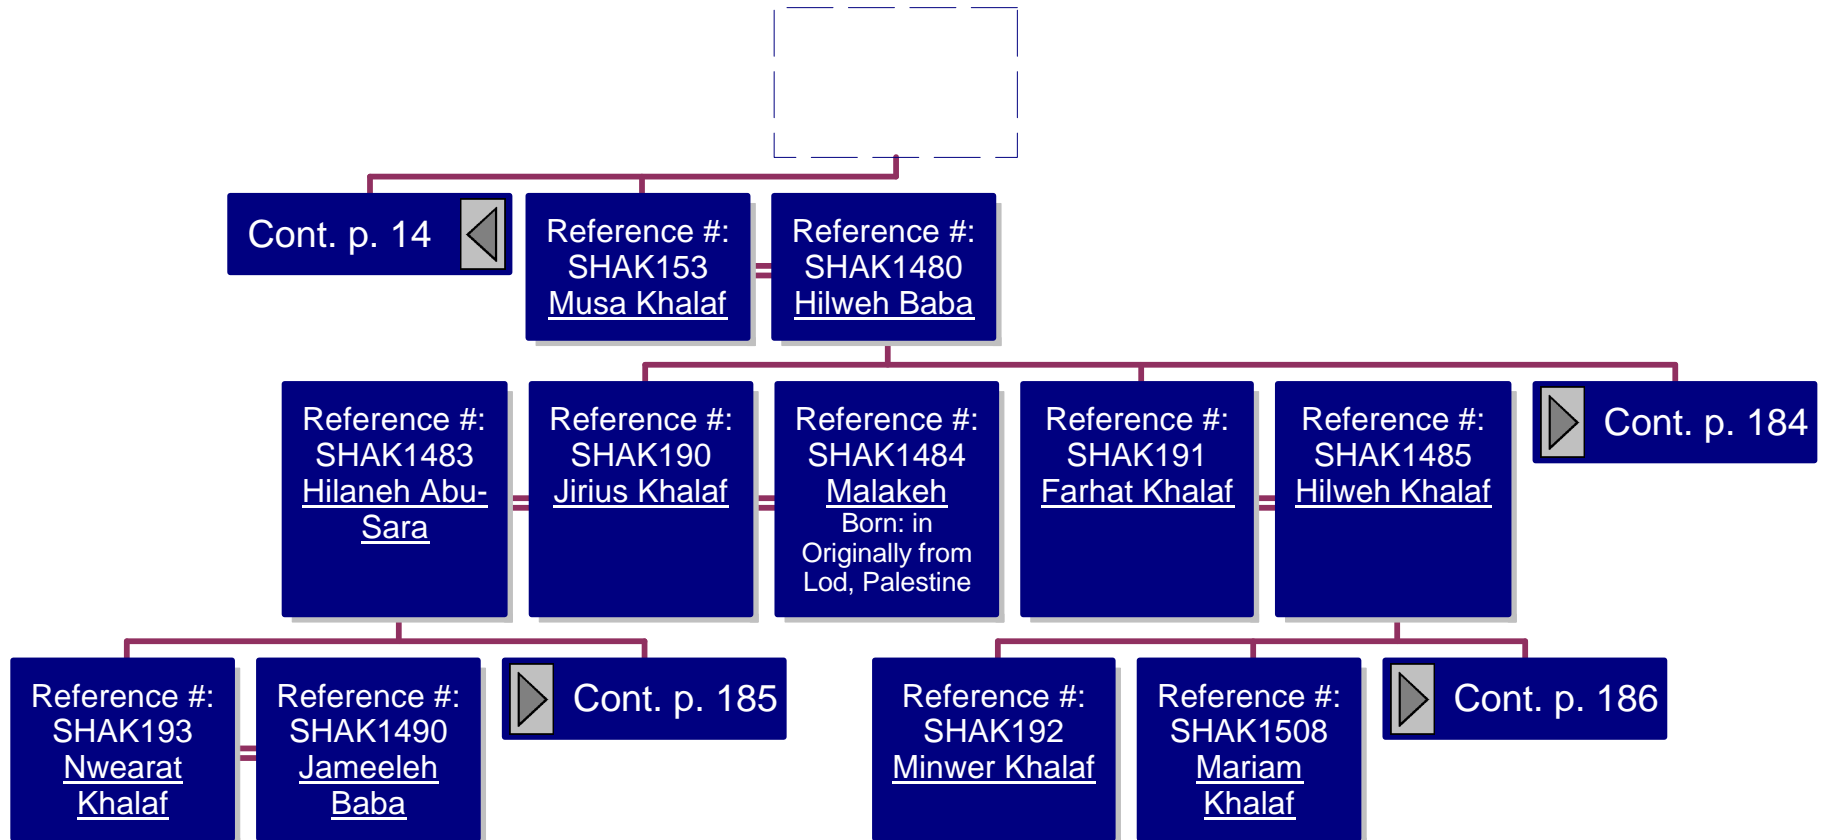 Cont. p. 14
Reference #:
SHAK153
Musa Khalaf
Reference #:
SHAK1480
Hilweh Baba
Reference #:
SHAK1483
Hilaneh Abu-
Sara
Reference #:
SHAK190
Jirius Khalaf
Reference #:
SHAK1484
Malakeh
Born: in
Originally from
Lod, Palestine
Reference #:
SHAK191
Farhat Khalaf
Reference #:
SHAK1485
Hilweh Khalaf
Cont. p. 184
Reference #:
SHAK193
Nwearat
Khalaf
Reference #:
SHAK1490
Jameeleh
Baba
Cont. p. 185
Reference #:
SHAK192
Minwer Khalaf
Reference #:
SHAK1508
Mariam
Khalaf
Cont. p. 186